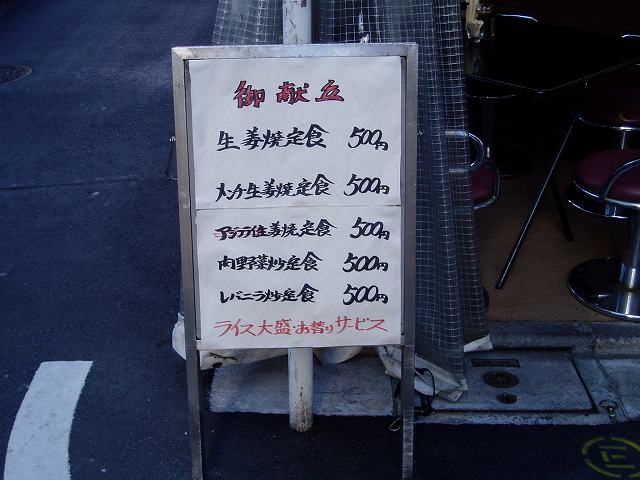 御献立
生姜焼定食 500円
メンチ生姜焼定食 500円
アジフライ生姜焼定食 500円
肉野菜炒定食 500円
レバニラ炒定食 500円
ライス大盛・お替りサービス